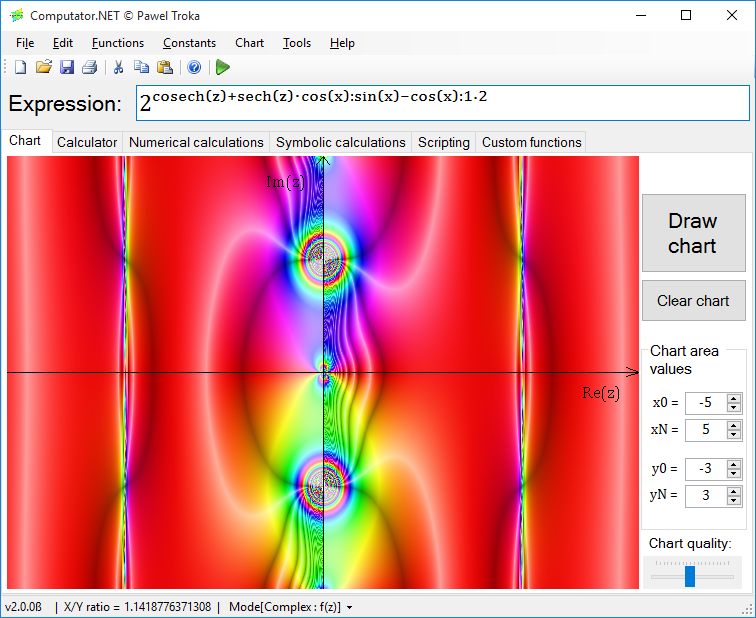 Computator.NET © Pawel Troka
File Edit Functions Constants Chart Tools Help
Expression: 2^cosech(z)+sech(z)·cos(x):sin(x)−cos(x):1.2
Chart Calculator Numerical calculations Symbolic calculations Scripting Custom functions
Im(z)
Re(z)
Draw
chart
Clear chart
Chart area
values
x0 = -5
xN = 5
y0 = -3
yN = 3
Chart quality:
v2.0.0ß | X/Y ratio = 1.1418776371308 | Mode[Complex : f(z)]